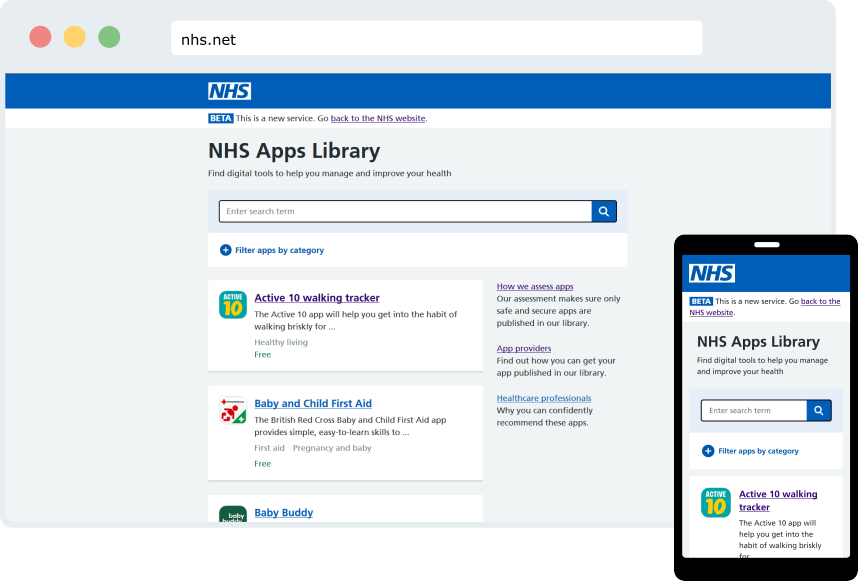 nhs.net
NHS
BETA This is a new service. Go back to the NHS website.
NHS Apps Library
Find digital tools to help you manage and improve your health
Enter search term
Filter apps by category
ACTIVE
10
Active 10 walking tracker
The Active 10 app will help you get into the habit of
walking briskly for ...
Healthy living
Free
Baby and Child First Aid
The British Red Cross Baby and Child First Aid app
provides simple, easy-to-learn skills to ...
First aid Pregnancy and baby
Free
baby
buddy
Baby Buddy
How we assess apps
Our assessment makes sure only
safe and secure apps are
published in our library.
App providers
Find out how you can get your
app published in our library.
Healthcare professionals
Why you can confidently
recommend these apps.
NHS
BETA This is a new service. Go back to the
NHS website.
NHS Apps Library
Find digital tools to help you manage
and improve your health
Enter search term
Filter apps by category
ACTIVE
10
Active 10 walking
tracker
The Active 10 app will
help you get into the
habit of walking briskly
for